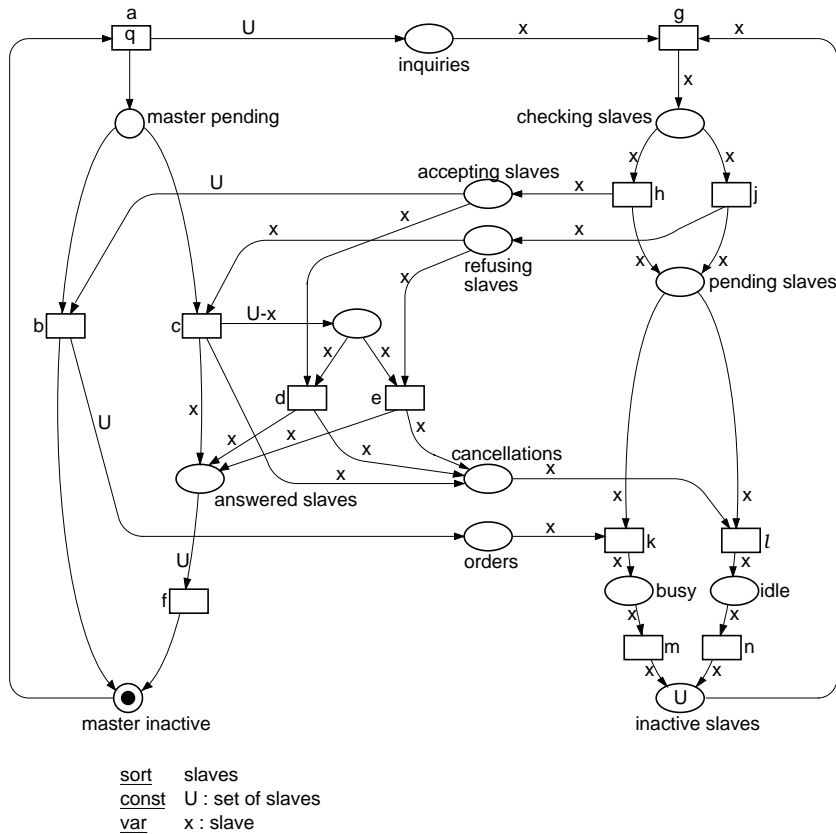 a
g
q
U
x
x
inquiries
x
master pending
checking slaves
x
x
accepting slaves
U
x
h
j
x
x
x
x
refusing
slaves
x
x
x
pending slaves
b
c
U-x
x
x
d
e
x
U
x
x
x
cancellations
x
x
answered slaves
x
x
U
x
k
l
orders
x
x
busy
idle
f
x
x
m
n
x
x
U
master inactive
inactive slaves
sort slaves
const U : set of slaves
var x : slave